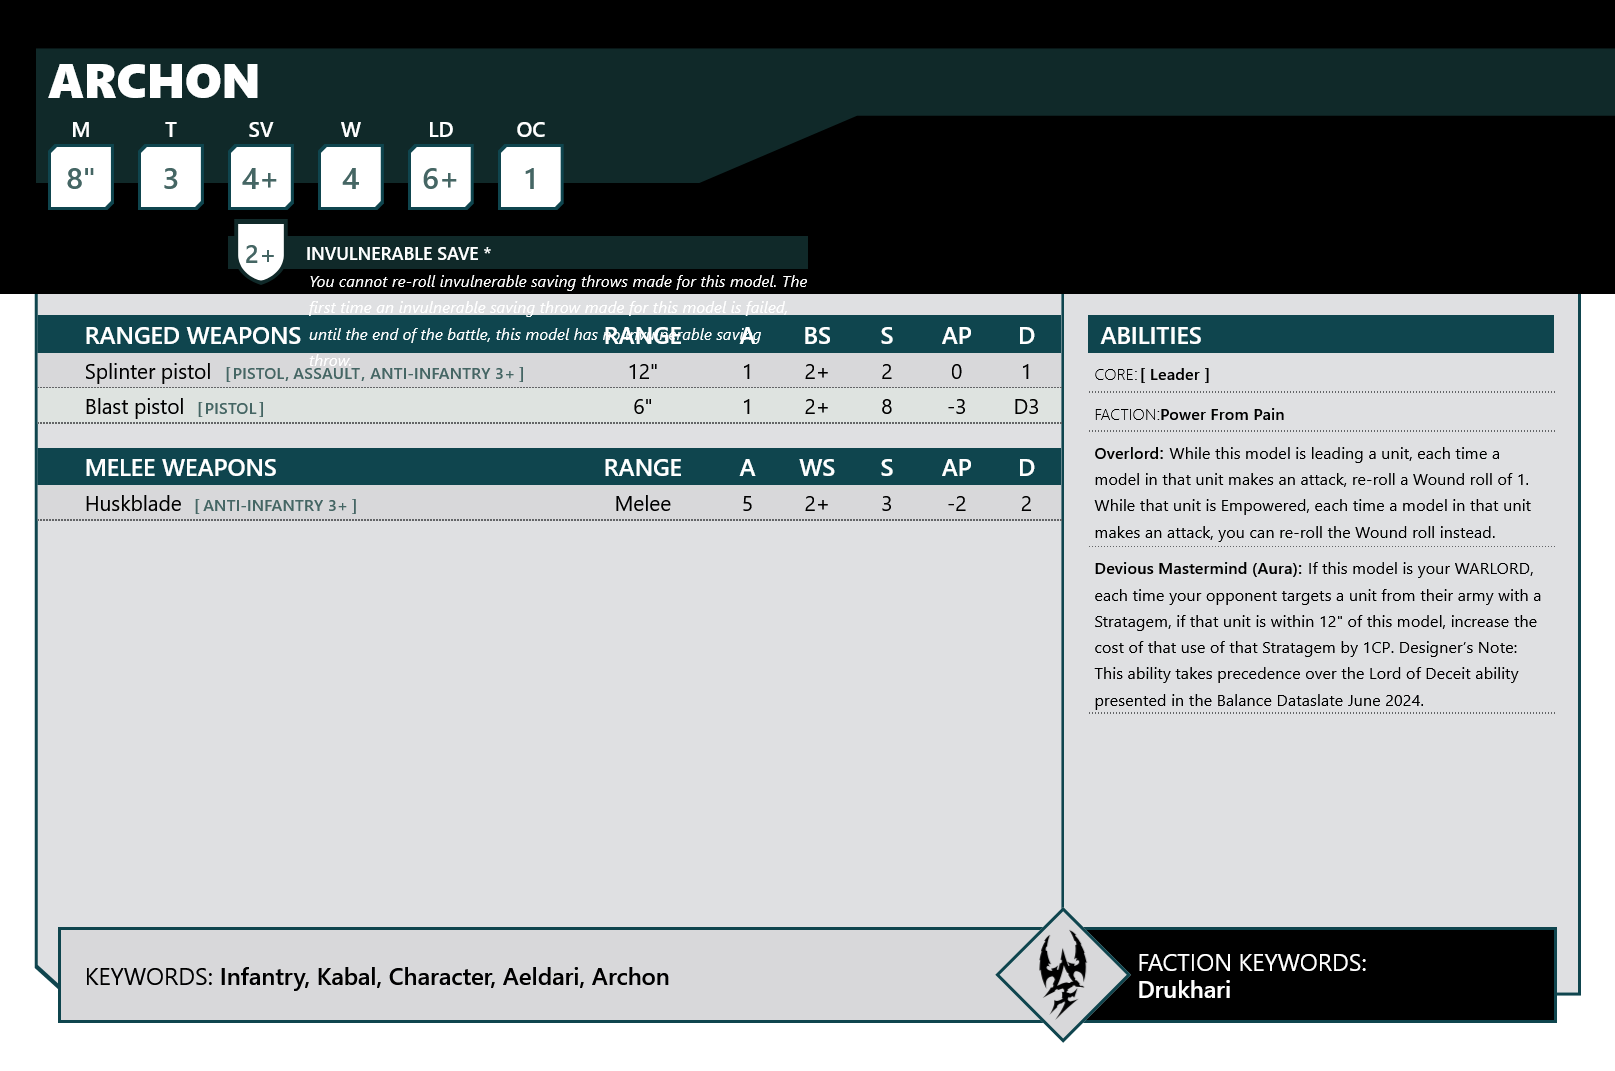 ARCHON
M T SV W LD OC
8" 3 4+ 4 6+ 1
2+ INVULNERABLE SAVE *
You cannot re-roll invulnerable saving throws made for this model. The
first time an invulnerable saving throw made for this model is failed,
until the end of the battle, this model has no invulnerable saving
throw.
RANGED WEAPONS RANGE A BS S AP D
Splinter pistol [PISTOL, ASSAULT, ANTI-INFANTRY 3+ ] 12" 1 2+ 2 0 1
Blast pistol [PISTOL] 6" 1 2+ 8 -3 D3
MELEE WEAPONS RANGE A WS S AP D
Huskblade [ ANTI-INFANTRY 3+ ] Melee 5 2+ 3 -2 2
ABILITIES
CORE: [ Leader ]
FACTION:Power From Pain
Overlord: While this model is leading a unit, each time a
model in that unit makes an attack, re-roll a Wound roll of 1.
While that unit is Empowered, each time a model in that unit
makes an attack, you can re-roll the Wound roll instead.
Devious Mastermind (Aura): If this model is your WARLORD,
each time your opponent targets a unit from their army with a
Stratagem, if that unit is within 12" of this model, increase the
cost of that use of that Stratagem by 1CP. Designer's Note:
This ability takes precedence over the Lord of Deceit ability
presented in the Balance Dataslate June 2024.
KEYWORDS: Infantry, Kabal, Character, Aeldari, Archon
FACTION KEYWORDS:
Drukhari